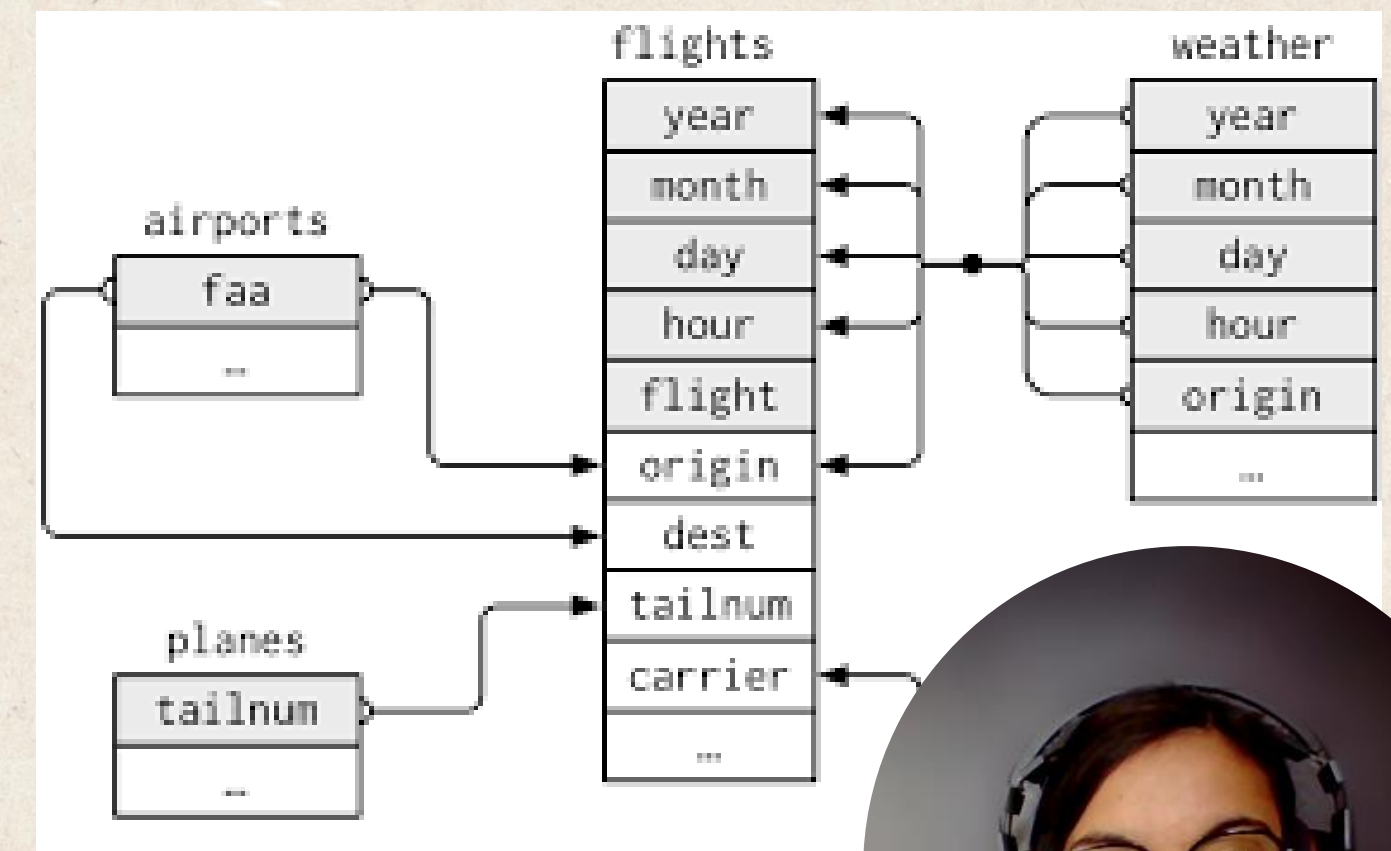 flights
year
month
day
hour
flight
origin
dest
tailnum
carrier
...
weather
year
month
day
hour
origin
...
airports
faa
...
planes
tailnum
...